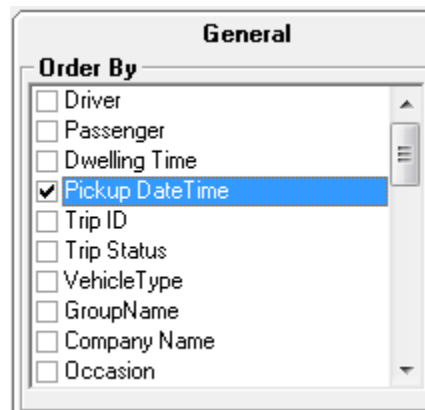 General
Order By
Driver
Passenger
Dwelling Time
Pickup DateTime
Trip ID
Trip Status
VehicleType
GroupName
Company Name
Occasion